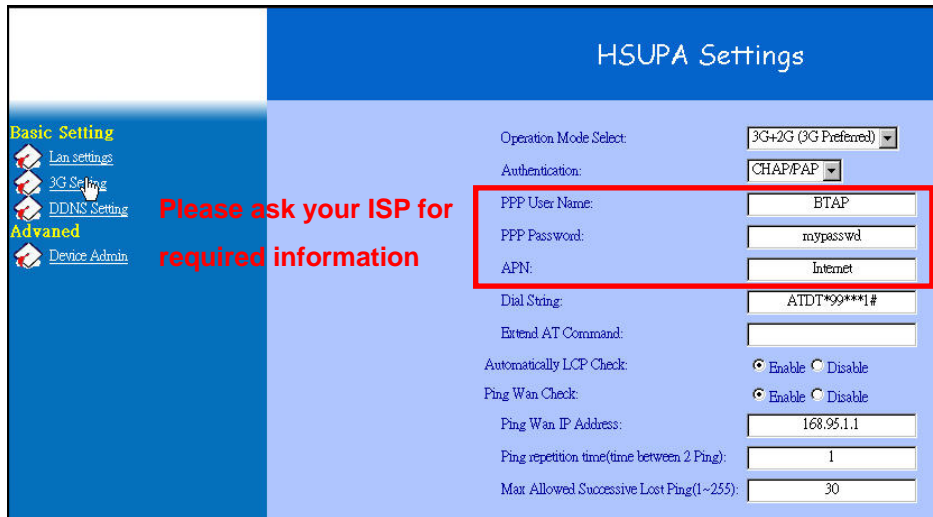 HSUPA Settings
Basic Setting
Lan settings
3G Setting
DDNS Setting
Advaned
Device Admin
Please ask your ISP for
required information
Operation Mode Select: 3G+2G (3G Preferred)
Authentication: CHAP/PAP
PPP User Name: BTAP
PPP Password: mypasswd
APN: Internet
Dial String: ATDT*99***1#
Extend AT Command:
Automatically LCP Check: Enable Disable
Ping Wan Check: Enable Disable
Ping Wan IP Address: 168.95.1.1
Ping repetition time(time between 2 Ping): 1
Max Allowed Successive Lost Ping(1~255): 30